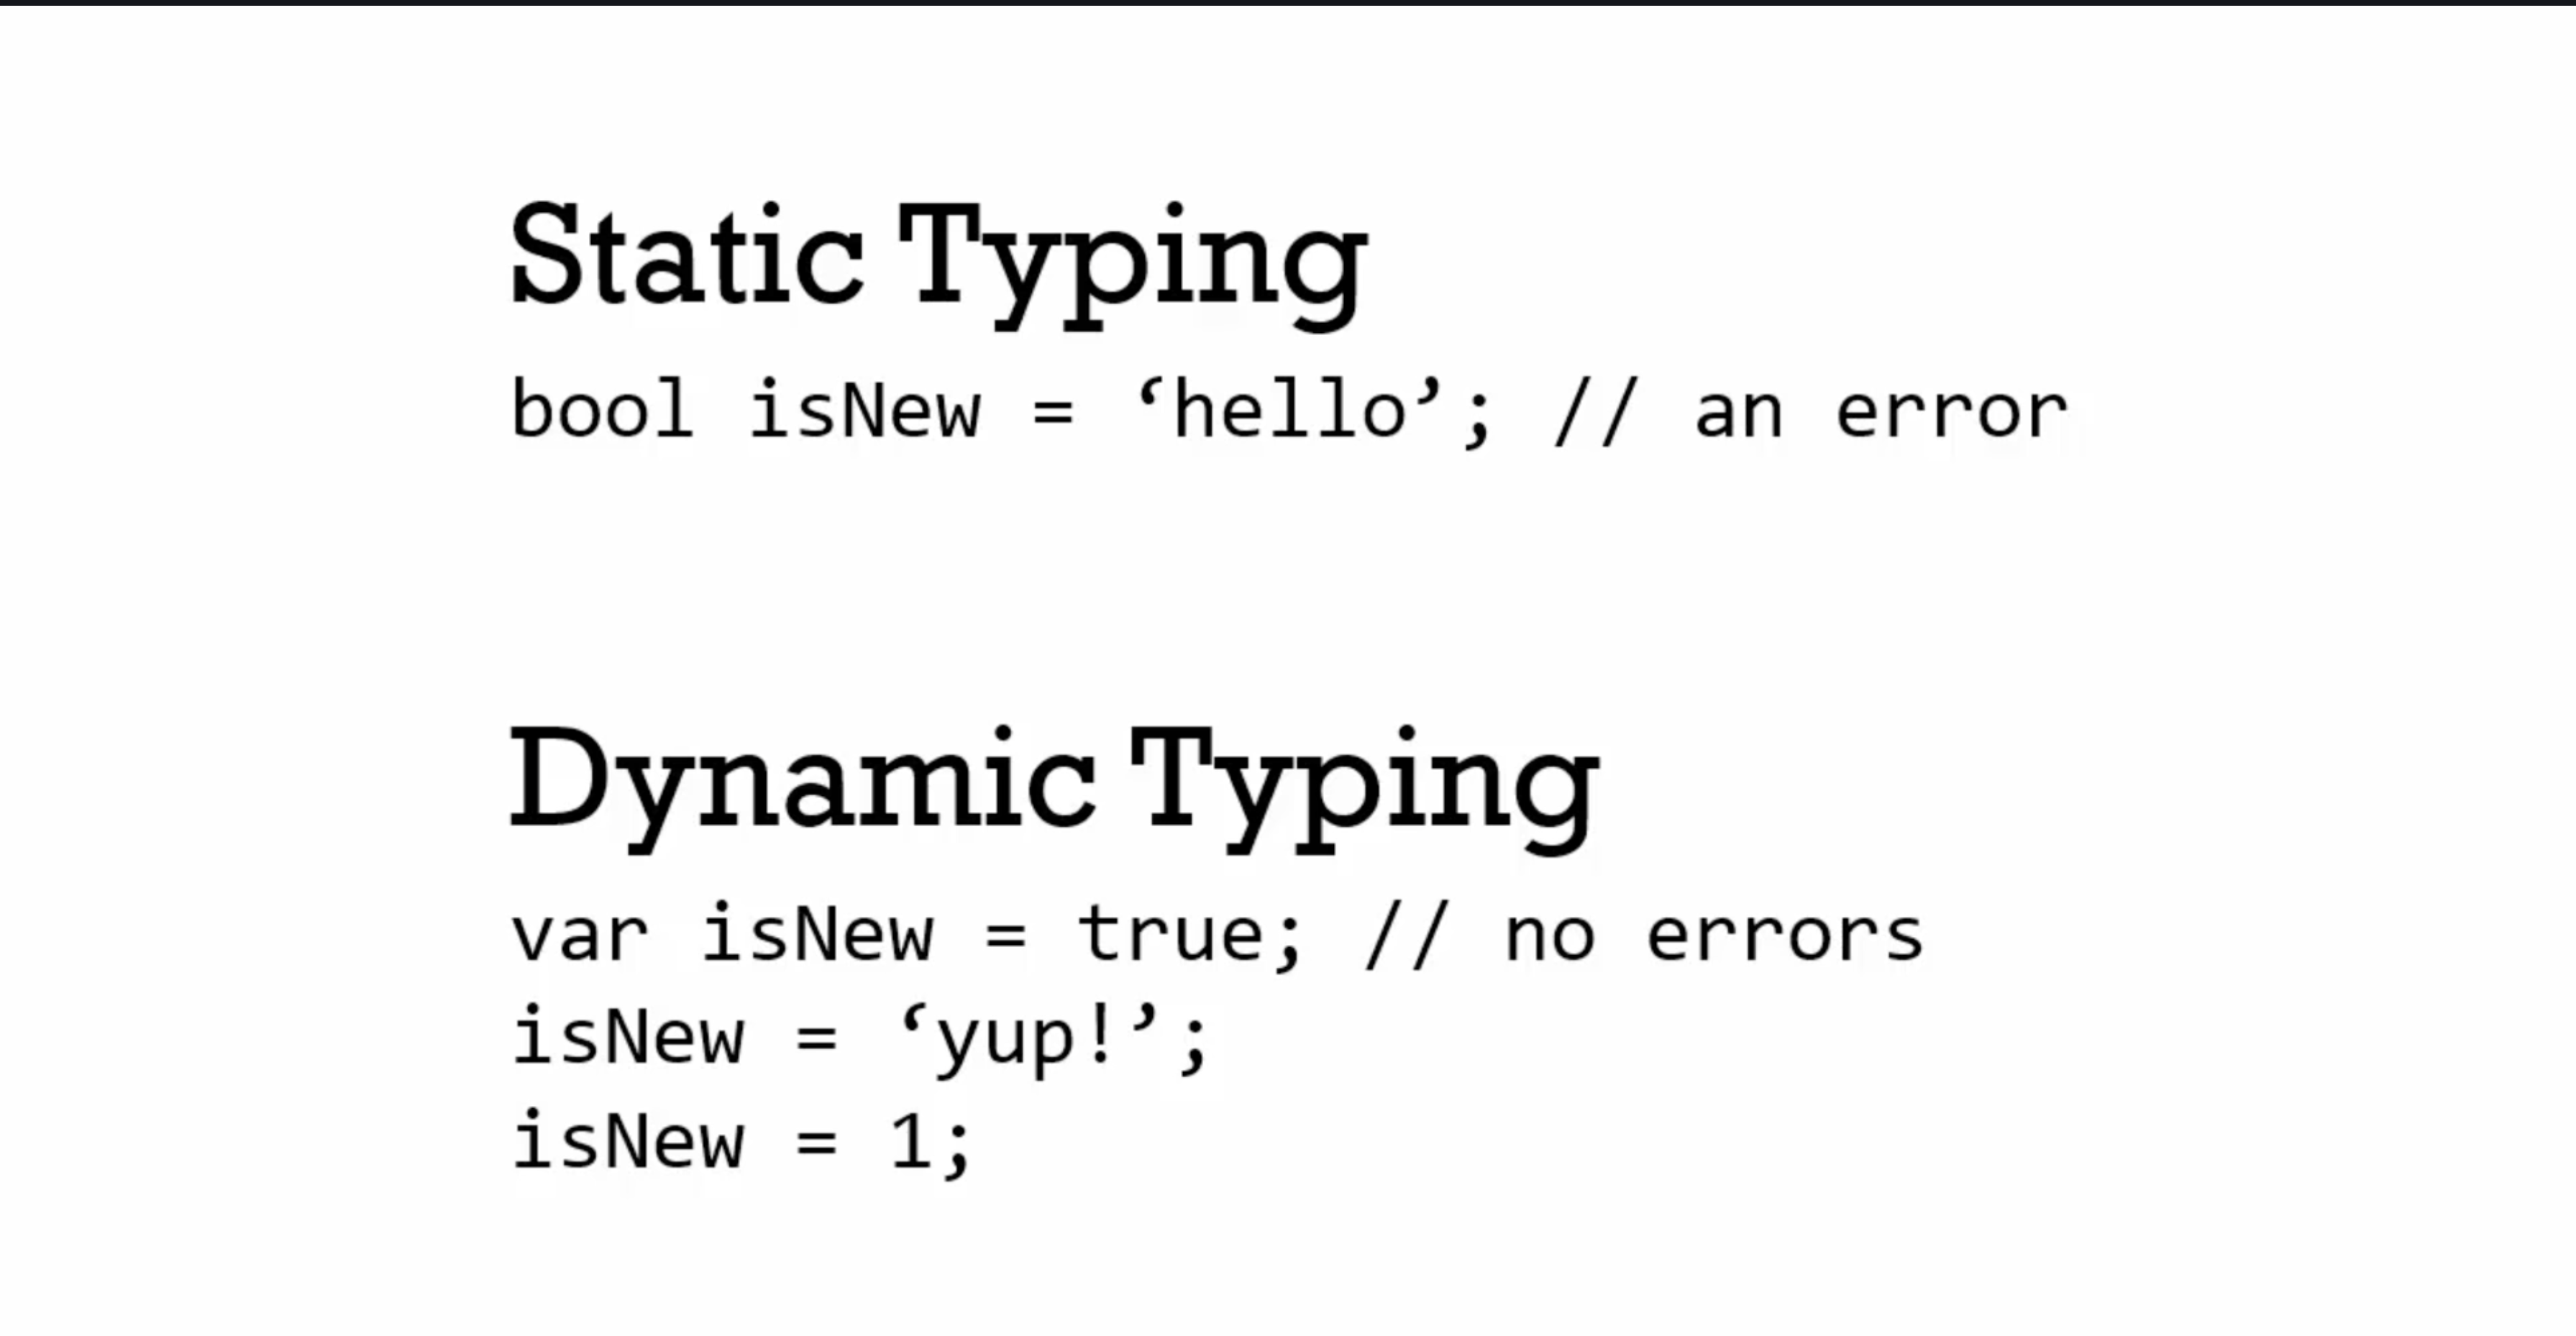 Static Typing
bool isNew = ‘hello’; // an error
Dynamic Typing
var isNew = true; // no errors
isNew = ‘yup!’;
isNew = 1;